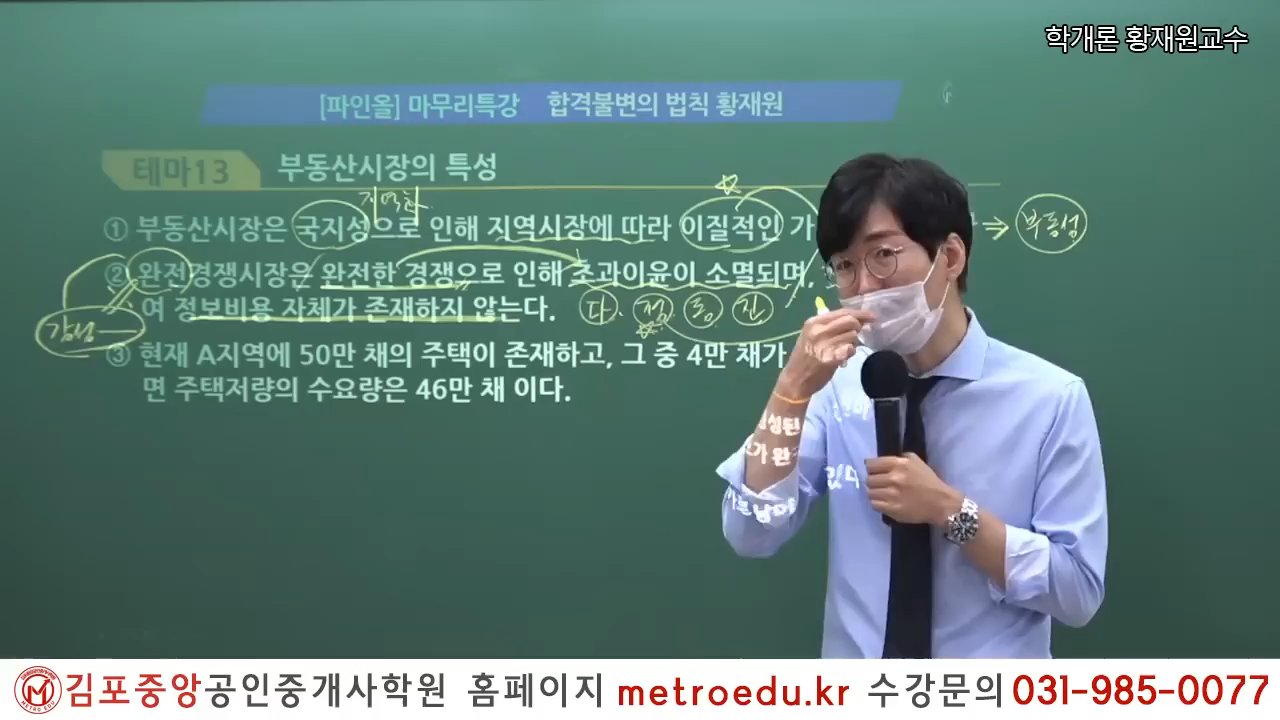 학개론 황재원교수
[파인올] 마무리특강 합격불변의 법칙 황재원
테마13 부동산시장의 특성
지역화
① 부동산시장은 국지성으로 인해 지역시장에 따라 이질적인 가
→ 부동성
② 완전경쟁시장은 완전한 경쟁으로 인해 초과이윤이 소멸되며,
여 정보비용 자체가 존재하지 않는다.
다. 정. 동 진
③ 현재 A지역에 50만 채의 주택이 존재하고, 그 중 4만 채가
면 주택저량의 수요량은 46만 채 이다.
있다
METRO EDU
김포중앙공인중개사학원 홈페이지 metroedu.kr 수강문의 031-985-0077